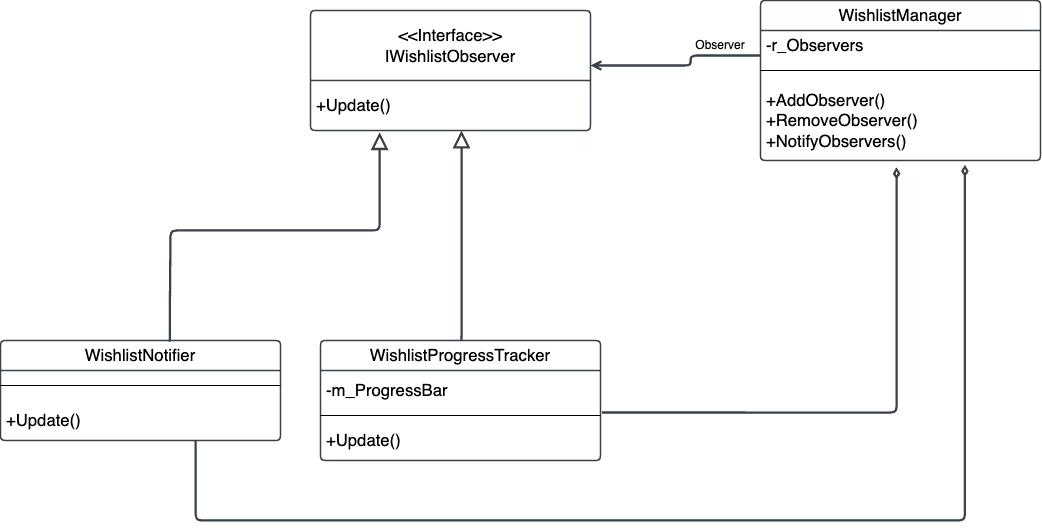 <<Interface>>
IWishlistObserver
+Update()
Observer
WishlistManager
-r_Observers
+AddObserver()
+RemoveObserver()
+NotifyObservers()
WishlistNotifier
+Update()
WishlistProgressTracker
-m_ProgressBar
+Update()